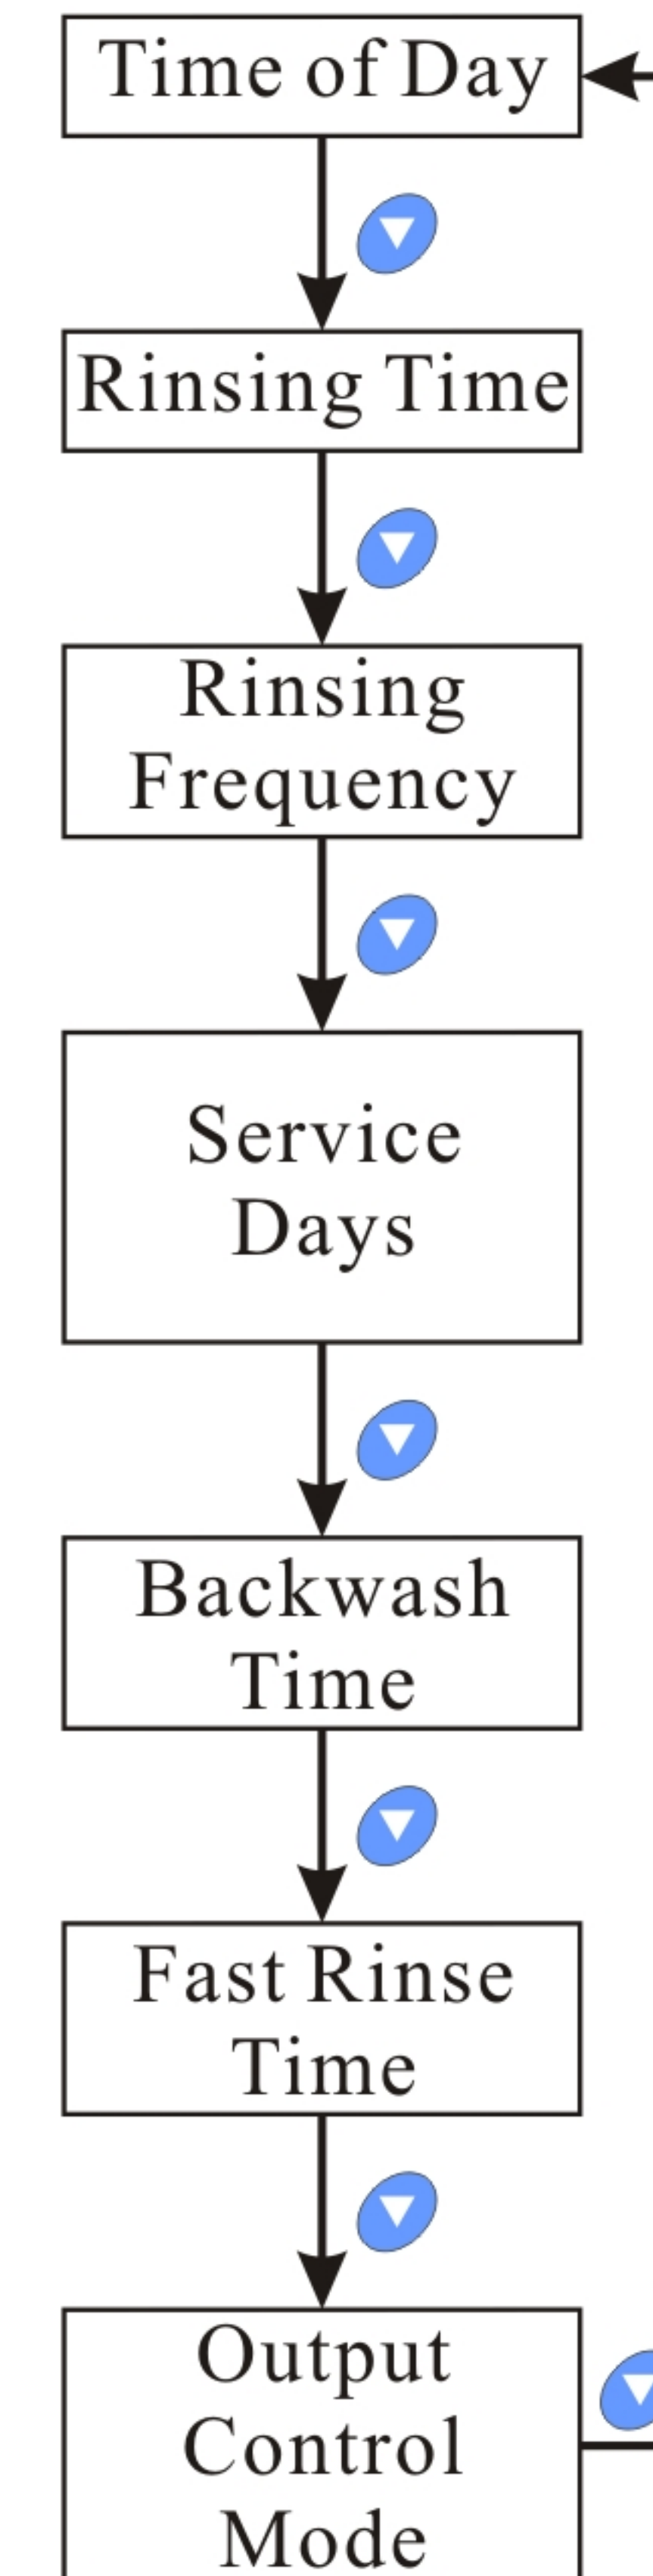 Time of Day
Rinsing Time
Rinsing
Frequency
Service
Days
Backwash
Time
Fast Rinse
Time
Output
Control
Mode